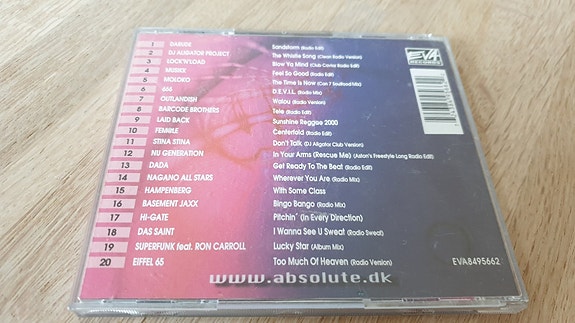 1 DARUDE Sandstorm (Radio Edit)
2 DJ ALIGATOR PROJECT The Whistle Song (Clean Radio Version)
3 LOCK'N'LOAD Blow Ya Mind (Club Caviar Radio Edit)
4 MUSIKK Feel So Good (Radio Edit)
5 MOLOKO The Time Is Now (Can 7 Soulfood Mix)
6 666 D.E.V.I.L. (Radio Mix)
7 OUTLANDISH Walou (Radio Version)
8 BARCODE BROTHERS Tele (Radio Mix)
9 LAID BACK Sunshine Reggae 2000
10 Centerfold (Radio Edit)
11 STINA STINA Don't Talk (DJ Aligator Club Version)
12 NU GENERATION In Your Arms (Rescue Me) (Aston's Freestyle Long Radio Edit)
13 DADA Get Ready To The Beat (Radio Edit)
14 NAGANO ALL STARS Wherever You Are (Radio Mix)
15 HAMPENBERG With Some Class
16 BASEMENT JAXX Bingo Bango (Radio Mix)
17 HI-GATE Pitchin´ (In Every Direction)
18 DAS SAINT I Wanna See U Sweat (Radio Sweat)
19 SUPERFUNK feat. RON CARROLL Lucky Star (Album Mix)
20 EIFFEL 65 Too Much Of Heaven (Radio Version)
EVA
RECORDS
EVA8495662
www.absolute.dk